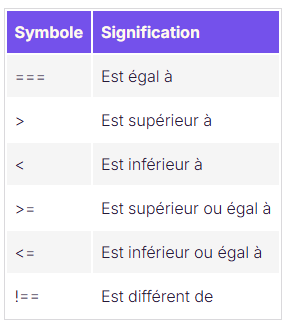 Symbole Signification
=== Est égal à
> Est supérieur à
< Est inférieur à
>= Est supérieur ou égal à
<= Est inférieur ou égal à
!== Est différent de